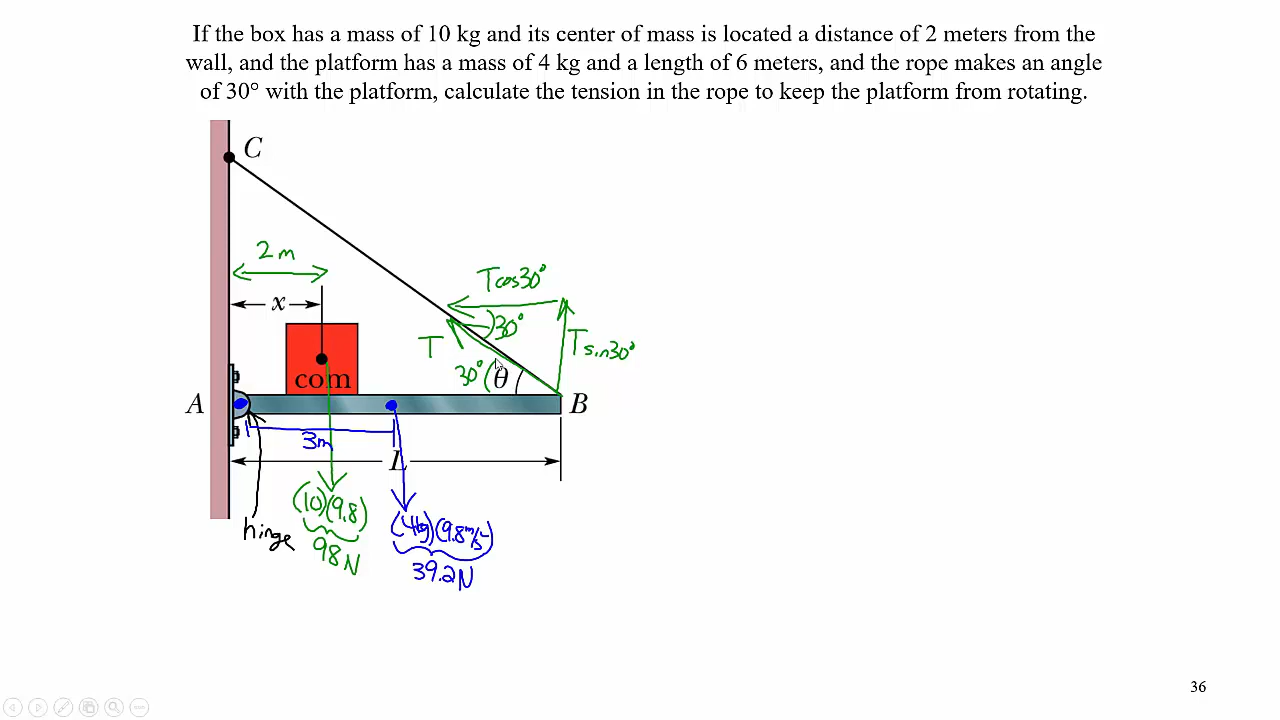 If the box has a mass of 10 kg and its center of mass is located a distance of 2 meters from the
wall, and the platform has a mass of 4 kg and a length of 6 meters, and the rope makes an angle
of 30° with the platform, calculate the tension in the rope to keep the platform from rotating.
C
2m
Tcos30°
x
30°
T
Tsin30°
30°
θ
com
A
B
3m
L
(10)(9.8)
(4kg)(9.8m/s²)
hinge
98N
39.2N
36